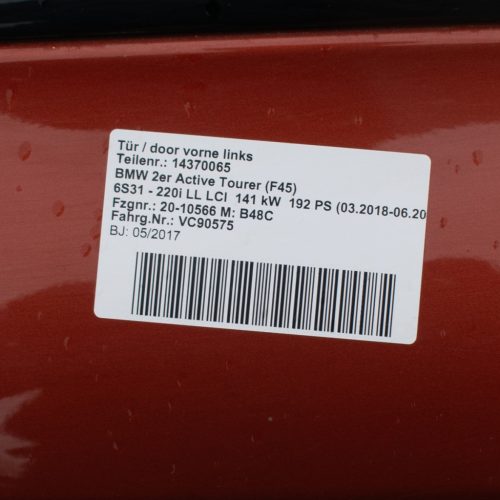 Tür / door vorne links
Teilenr.: 14370065
BMW 2er Active Tourer (F45)
6S31 - 220i LL LCI 141 kW 192 PS (03.2018-06.20
Fzgnr.: 20-10566 M: B48C
Fahrg.Nr.: VC90575
BJ: 05/2017